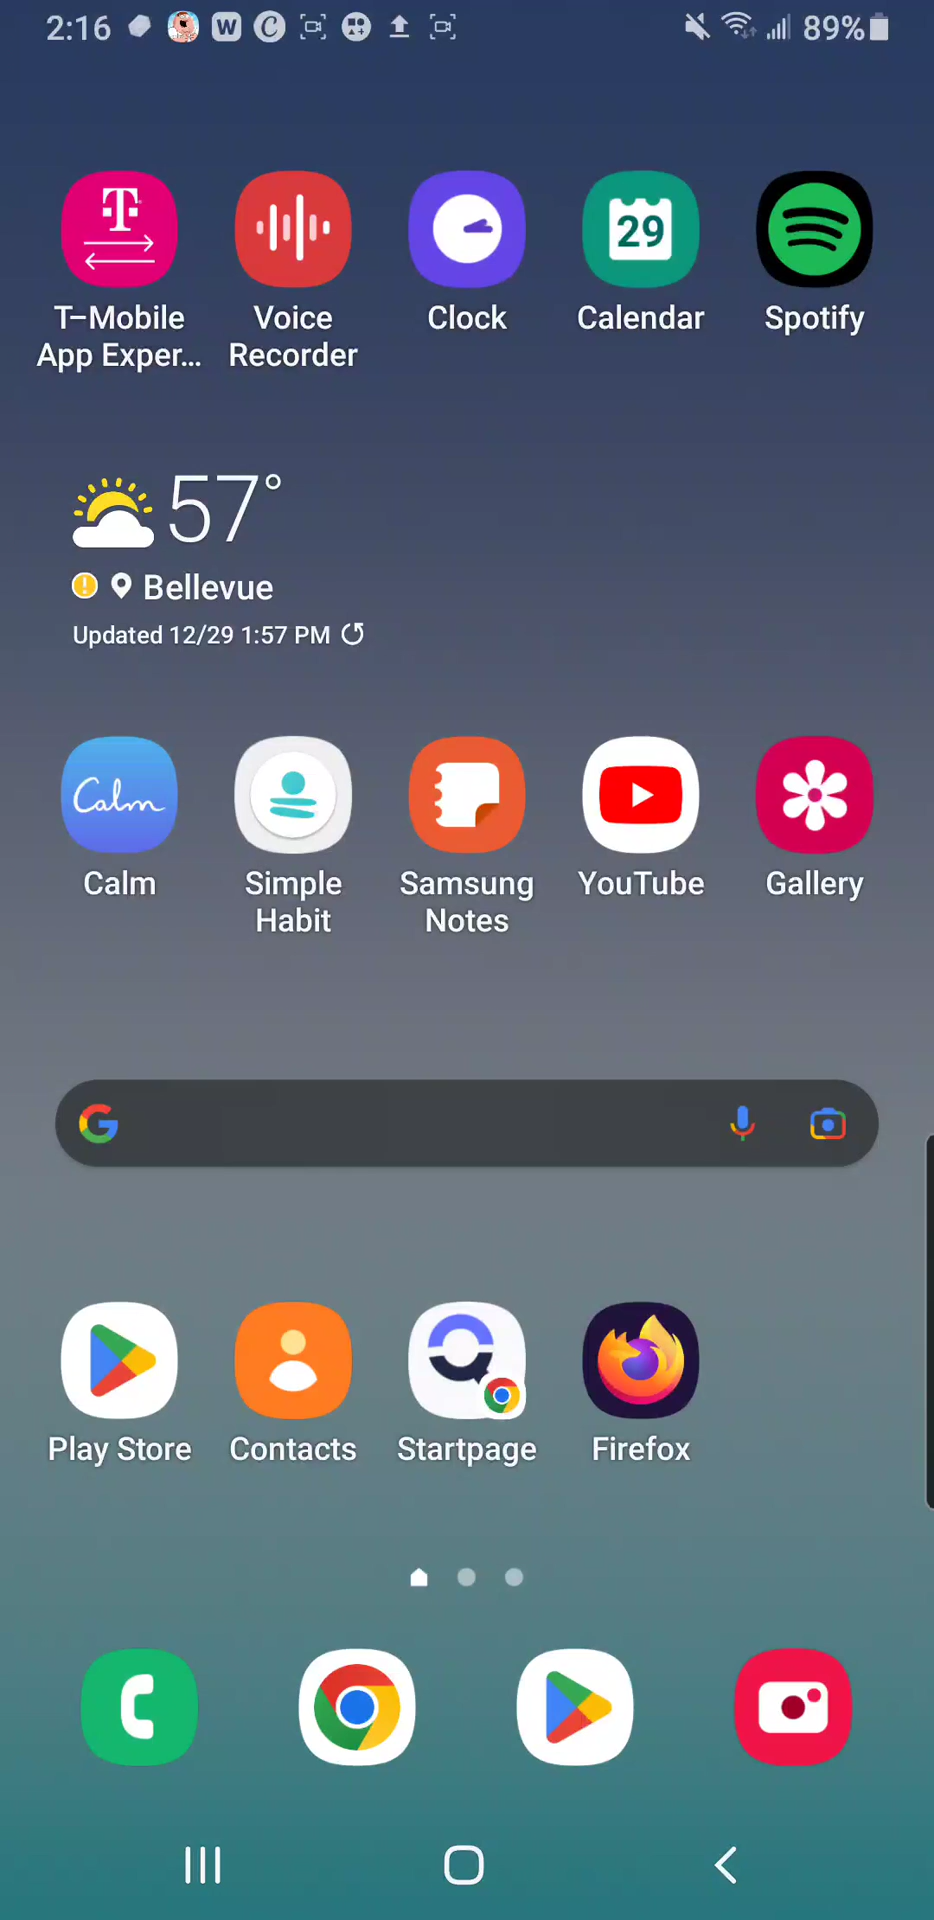 2:16 W C 89%
T
29
T-Mobile App Exper...
Voice Recorder
Clock
Calendar
Spotify
57°
Bellevue
Updated 12/29 1:57 PM
Calm
Calm
Simple Habit
Samsung Notes
YouTube
Gallery
G
Play Store
Contacts
Startpage
Firefox